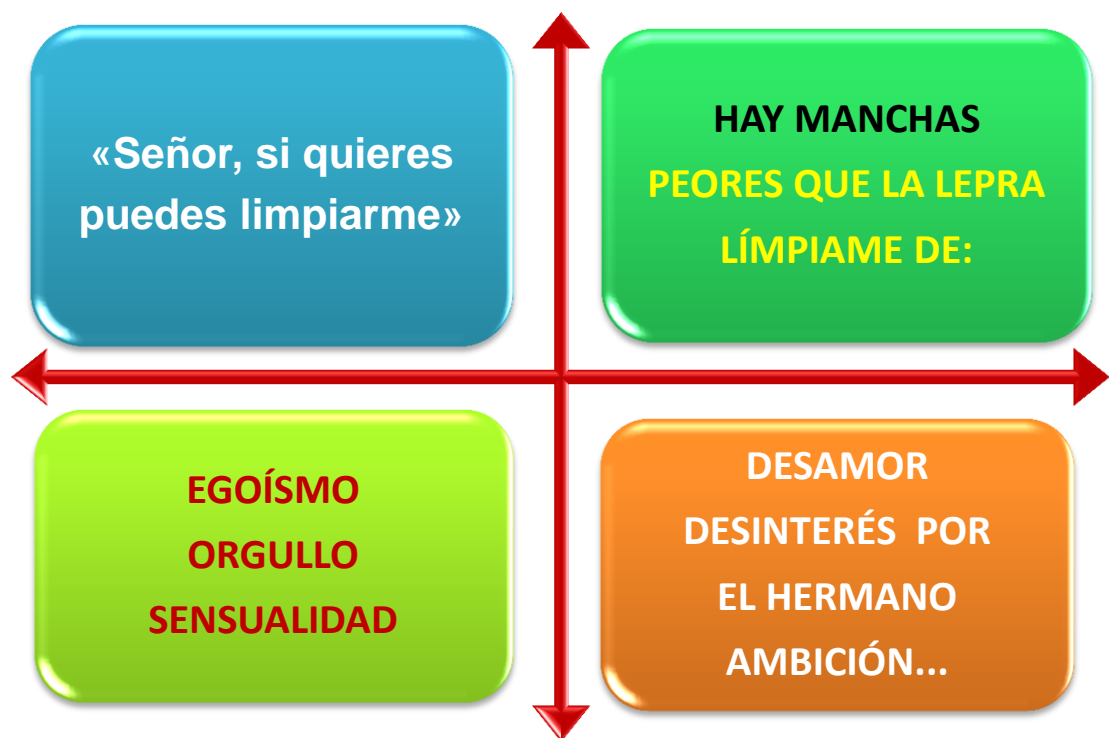 «Señor, si quieres
puedes limpiarme»
HAY MANCHAS
PEORES QUE LA LEPRA
LÍMPIAME DE:
EGOÍSMO
ORGULLO
SENSUALIDAD
DESAMOR
DESINTERÉS POR
EL HERMANO
AMBICIÓN...